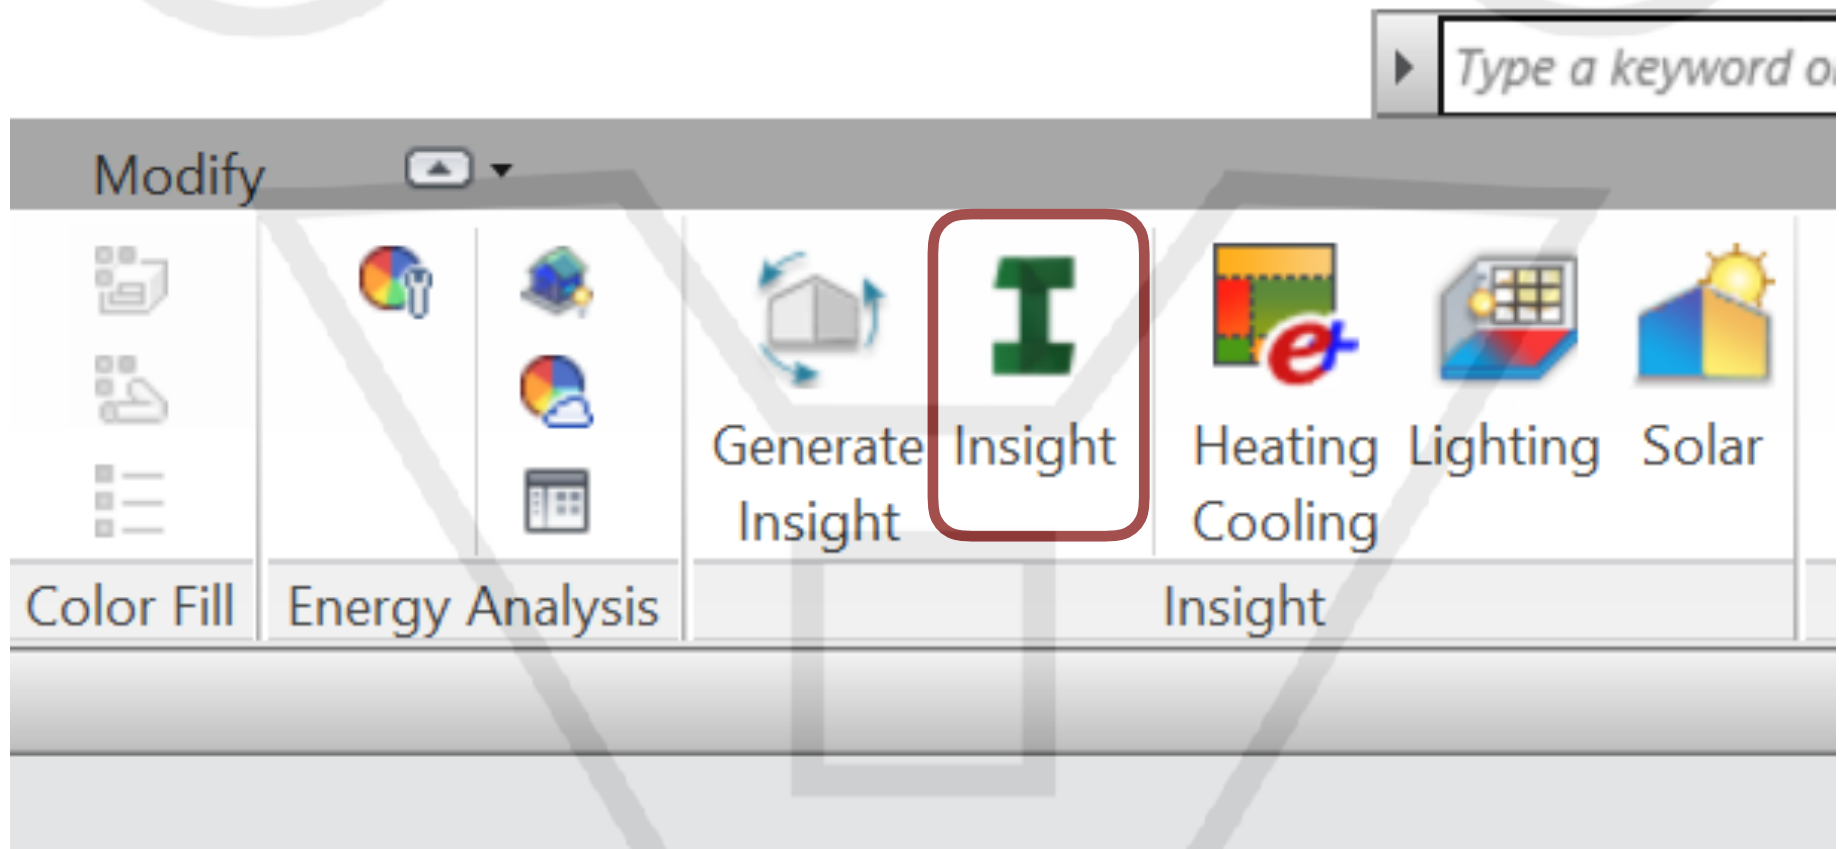 Type a keyword o
Modify
Generate Insight
Insight
Heating Cooling
Lighting
Solar
Color Fill
Energy Analysis
Insight